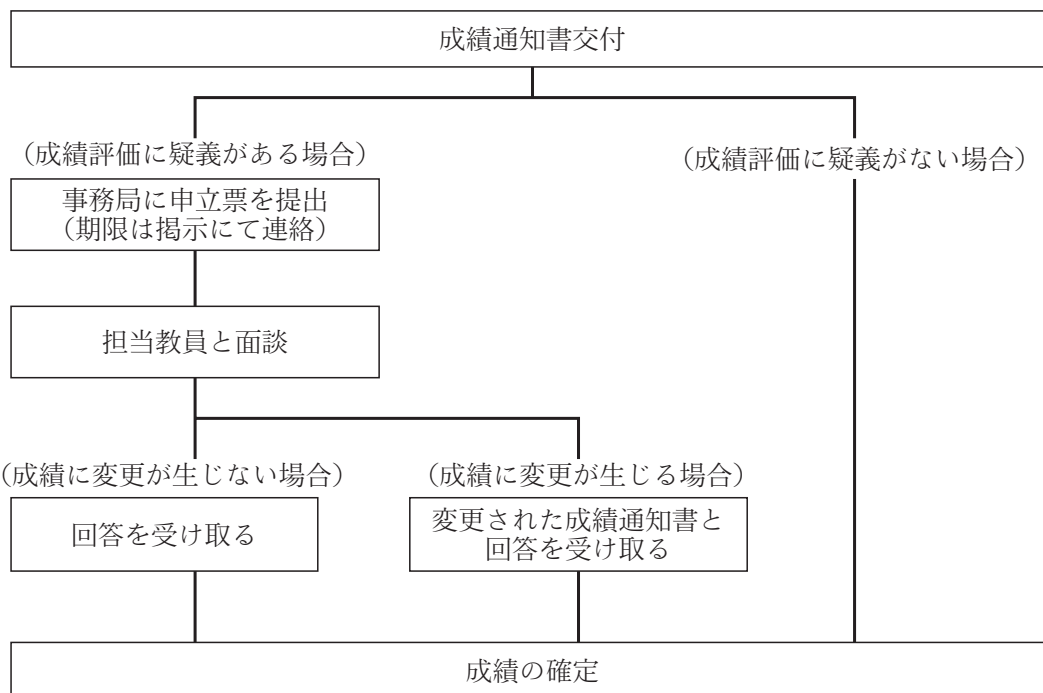 成績通知書交付
（成績評価に疑義がある場合）
（成績評価に疑義がない場合）
事務局に申立票を提出
（期限は掲示にて連絡）
担当教員と面談
（成績に変更が生じない場合）
（成績に変更が生じる場合）
回答を受け取る
変更された成績通知書と
回答を受け取る
成績の確定